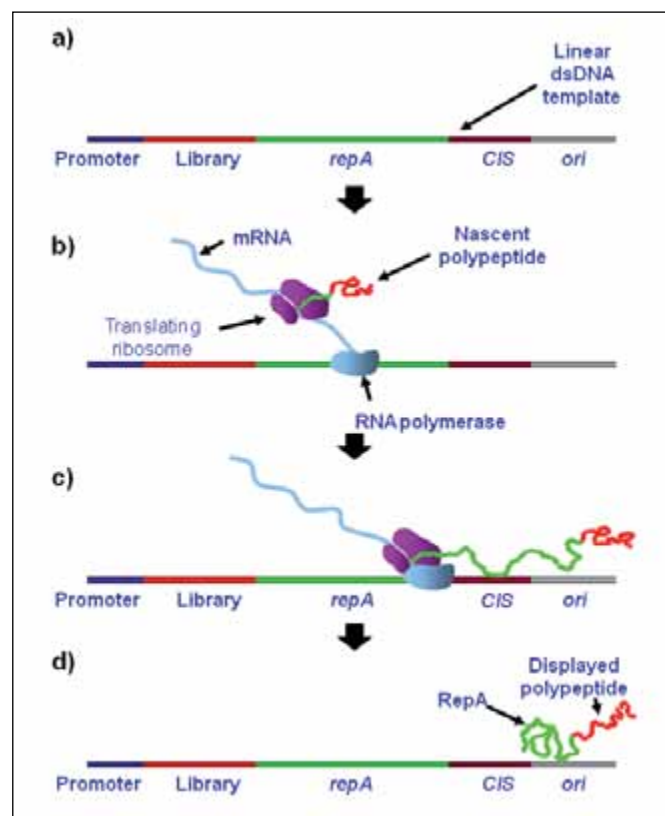 a)
Linear
dsDNA
template
Promoter Library repA CIS ori
b)
mRNA
Nascent
polypeptide
Translating
ribosome
RNA polymerase
c)
Promoter Library repA CIS ori
d)
Displayed
polypeptide
RepA
Promoter Library repA CIS ori